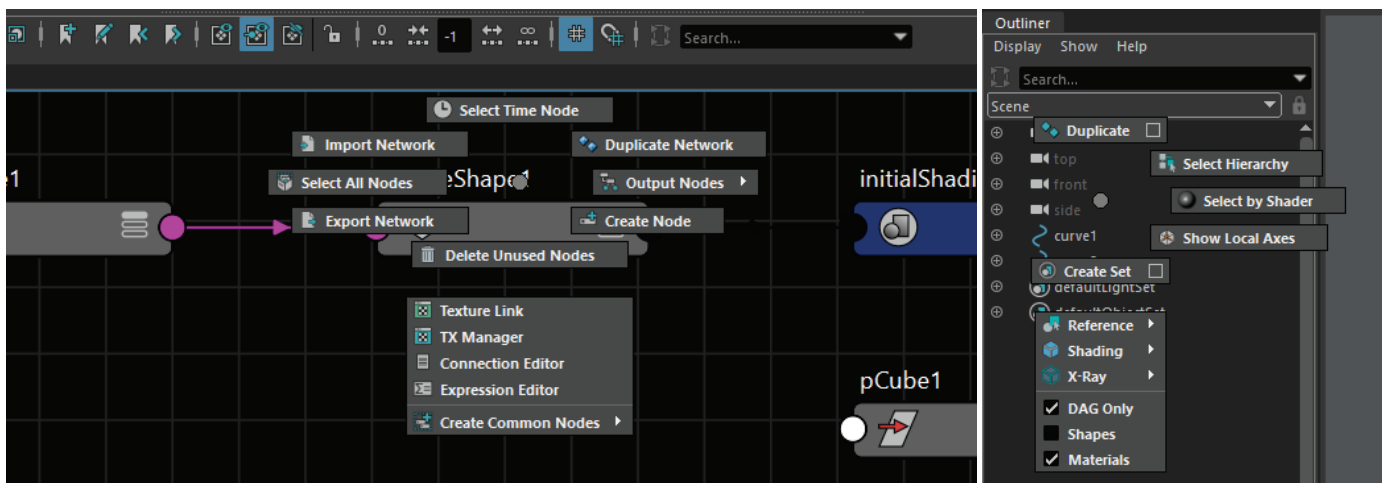 0
-1
∞
Search...
Select Time Node
Import Network
Duplicate Network
Select All Nodes
Output Nodes
Export Network
Create Node
Delete Unused Nodes
Texture Link
TX Manager
Connection Editor
Expression Editor
Create Common Nodes
e1
eShape1
initialShadi
pCube1
Outliner
Display Show Help
Search...
Scene
Duplicate
top
Select Hierarchy
front
Select by Shader
side
curve1
Show Local Axes
Create Set
defaultLightSet
defaultObjectSet
Reference
Shading
X-Ray
DAG Only
Shapes
Materials